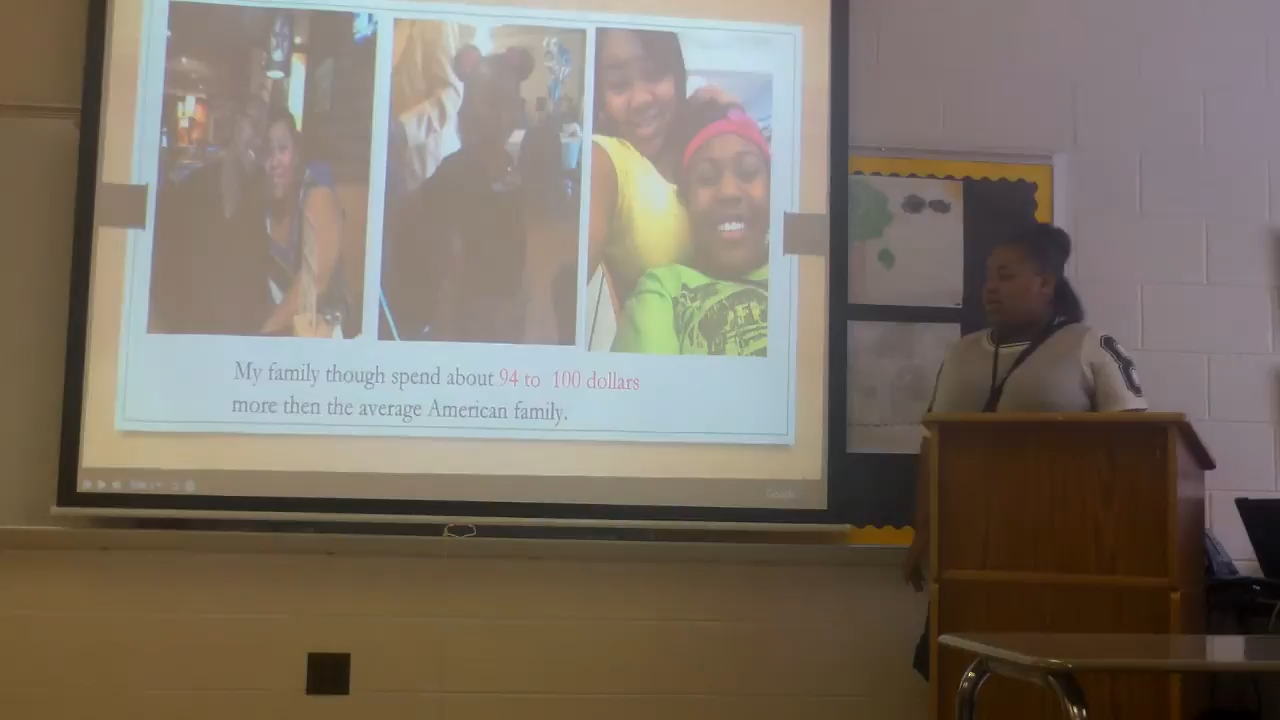 My family though spend about 94 to 100 dollars
more then the average American family.